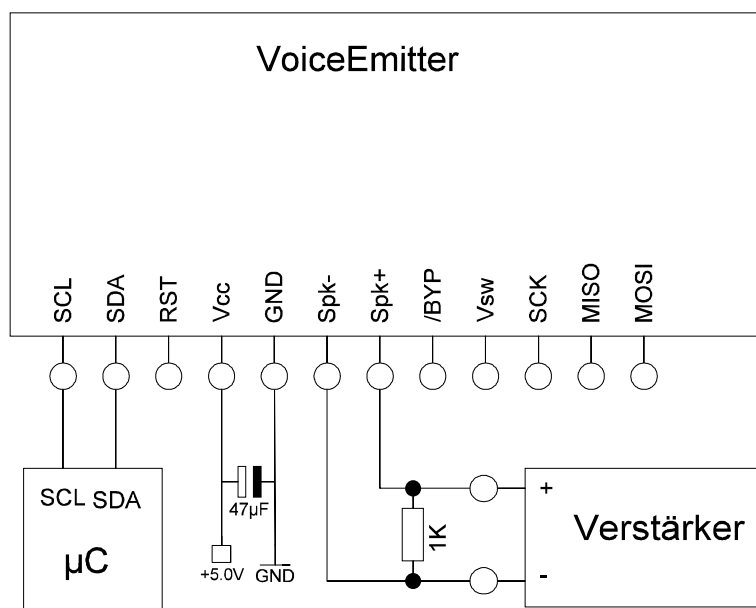 VoiceEmitter
SCL
SDA
RST
Vcc
GND
Spk-
Spk+
/BYP
Vsw
SCK
MISO
MOSI
SCL SDA
µC
47µF
+5.0V
GND
1K
+
Verstärker
-